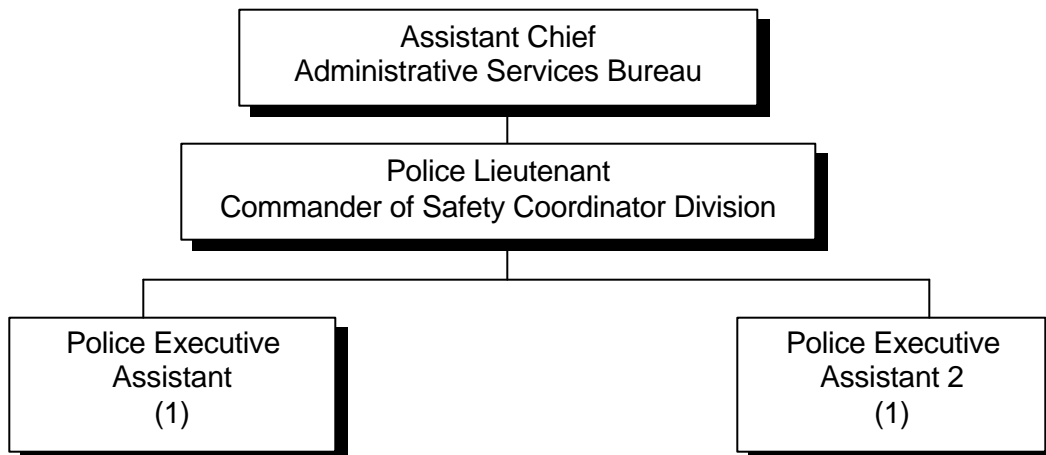 Assistant Chief
Administrative Services Bureau
Police Lieutenant
Commander of Safety Coordinator Division
Police Executive
Assistant
(1)
Police Executive
Assistant 2
(1)